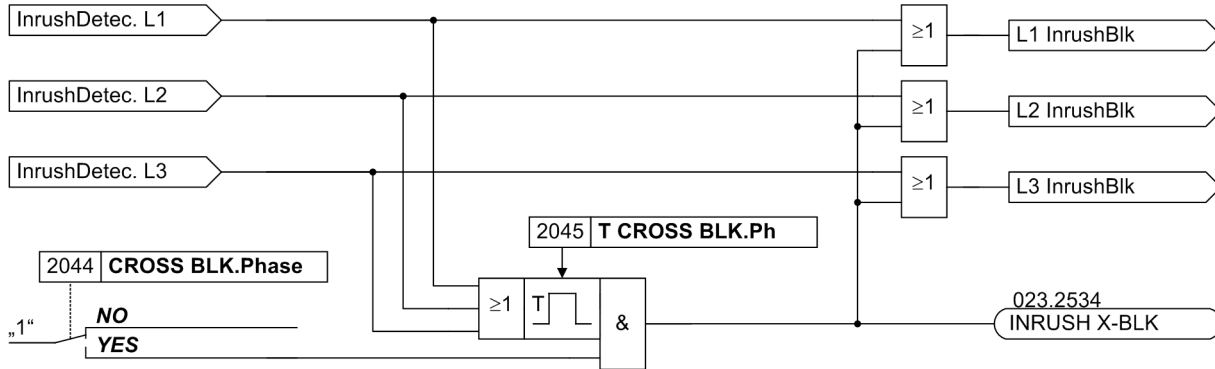 InrushDetec. L1
≥1
L1 InrushBlk
InrushDetec. L2
≥1
L2 InrushBlk
InrushDetec. L3
≥1
L3 InrushBlk
2045 T CROSS BLK.Ph
2044 CROSS BLK.Phase
≥1 T &
023.2534
INRUSH X-BLK
„1“
NO
YES